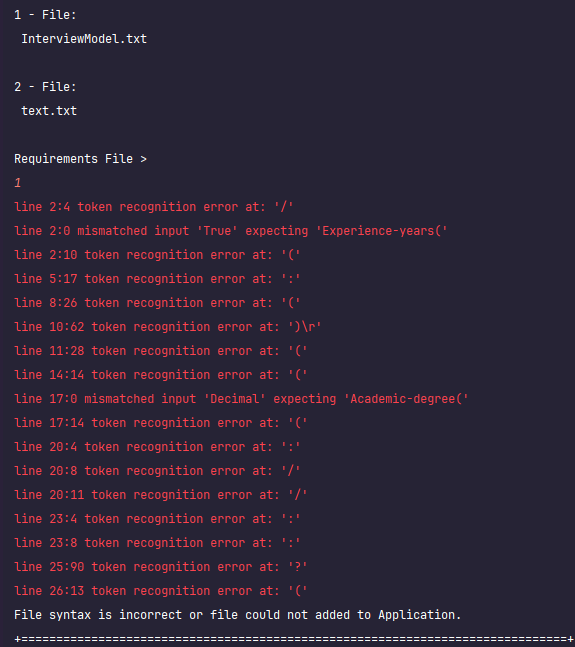 1 - File:
InterviewModel.txt
2 - File:
text.txt
Requirements File >
1
line 2:4 token recognition error at: '/'
line 2:0 mismatched input 'True' expecting 'Experience-years('
line 2:10 token recognition error at: '('
line 5:17 token recognition error at: ':'
line 8:26 token recognition error at: '('
line 10:62 token recognition error at: ')\r'
line 11:28 token recognition error at: '('
line 14:14 token recognition error at: '('
line 17:0 mismatched input 'Decimal' expecting 'Academic-degree('
line 17:14 token recognition error at: '('
line 20:4 token recognition error at: ':'
line 20:8 token recognition error at: '/'
line 20:11 token recognition error at: '/'
line 23:4 token recognition error at: ':'
line 23:8 token recognition error at: ':'
line 25:90 token recognition error at: '?'
line 26:13 token recognition error at: '('
File syntax is incorrect or file could not added to Application.
+==============================================================================+